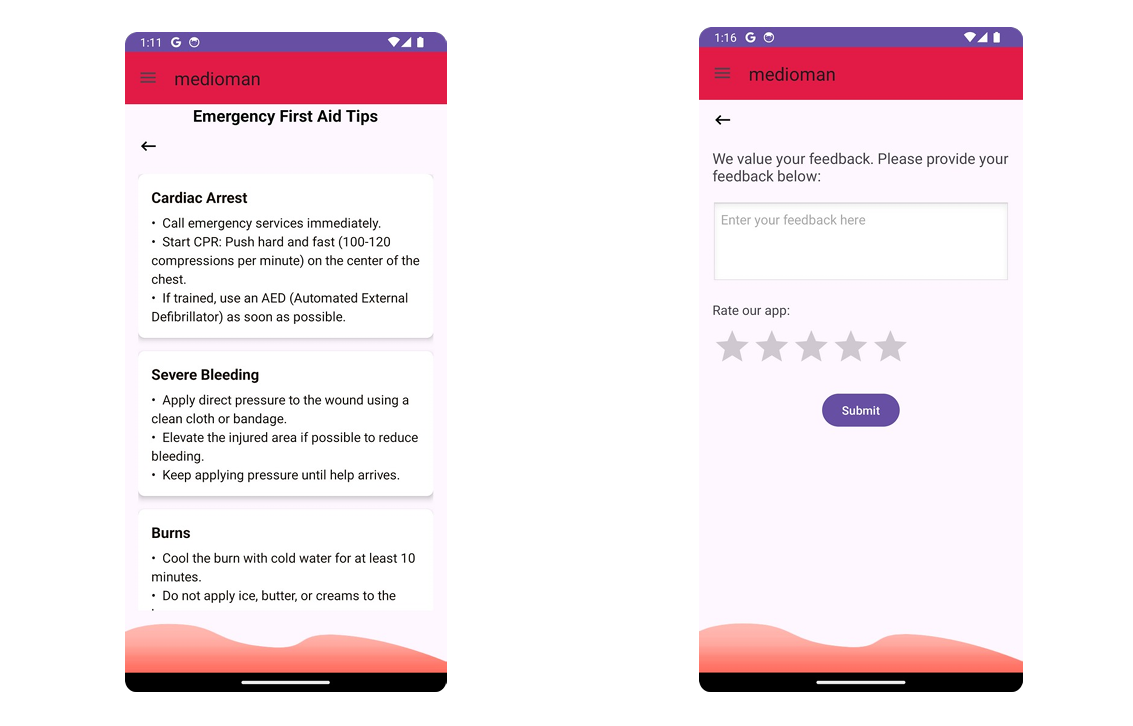 1:11
medioman
Emergency First Aid Tips
Cardiac Arrest
• Call emergency services immediately.
• Start CPR: Push hard and fast (100-120
compressions per minute) on the center of the
chest.
• If trained, use an AED (Automated External
Defibrillator) as soon as possible.
Severe Bleeding
• Apply direct pressure to the wound using a
clean cloth or bandage.
• Elevate the injured area if possible to reduce
bleeding.
• Keep applying pressure until help arrives.
Burns
• Cool the burn with cold water for at least 10
minutes.
• Do not apply ice, butter, or creams to the
1:16
medioman
We value your feedback. Please provide your
feedback below:
Enter your feedback here
Rate our app:
Submit